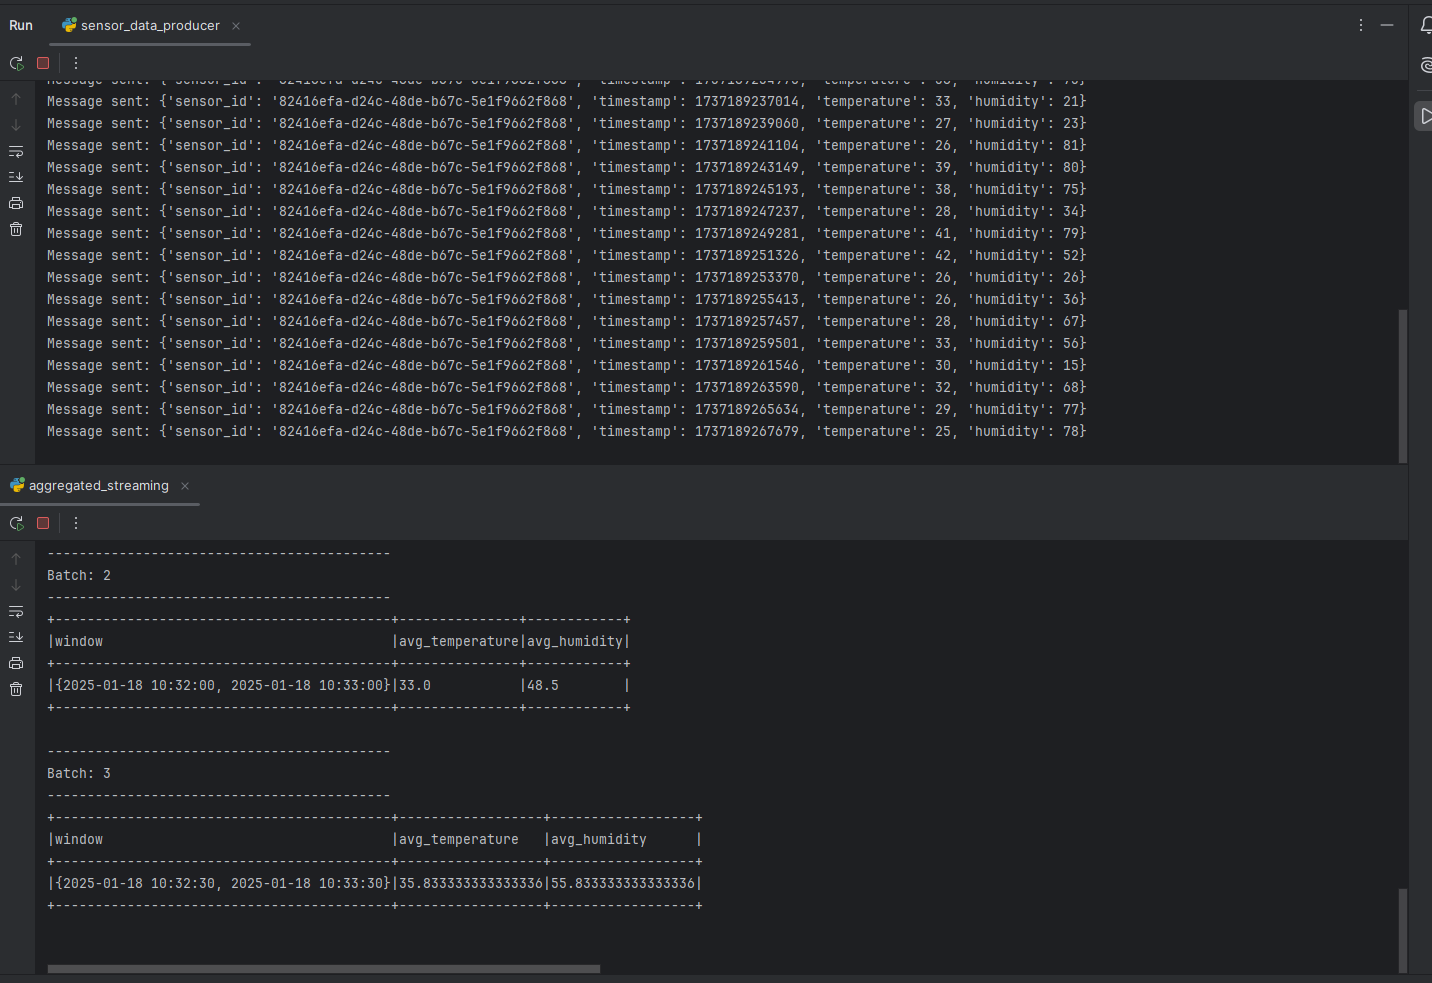 Run sensor_data_producer
Message sent: {'sensor_id': '82416efa-d24c-48de-b67c-5e1f9662f868', 'timestamp': 1737189237014, 'temperature': 33, 'humidity': 21}
Message sent: {'sensor_id': '82416efa-d24c-48de-b67c-5e1f9662f868', 'timestamp': 1737189239060, 'temperature': 27, 'humidity': 23}
Message sent: {'sensor_id': '82416efa-d24c-48de-b67c-5e1f9662f868', 'timestamp': 1737189241104, 'temperature': 26, 'humidity': 81}
Message sent: {'sensor_id': '82416efa-d24c-48de-b67c-5e1f9662f868', 'timestamp': 1737189243149, 'temperature': 39, 'humidity': 80}
Message sent: {'sensor_id': '82416efa-d24c-48de-b67c-5e1f9662f868', 'timestamp': 1737189245193, 'temperature': 38, 'humidity': 75}
Message sent: {'sensor_id': '82416efa-d24c-48de-b67c-5e1f9662f868', 'timestamp': 1737189247237, 'temperature': 28, 'humidity': 34}
Message sent: {'sensor_id': '82416efa-d24c-48de-b67c-5e1f9662f868', 'timestamp': 1737189249281, 'temperature': 41, 'humidity': 79}
Message sent: {'sensor_id': '82416efa-d24c-48de-b67c-5e1f9662f868', 'timestamp': 1737189251326, 'temperature': 42, 'humidity': 52}
Message sent: {'sensor_id': '82416efa-d24c-48de-b67c-5e1f9662f868', 'timestamp': 1737189253370, 'temperature': 26, 'humidity': 26}
Message sent: {'sensor_id': '82416efa-d24c-48de-b67c-5e1f9662f868', 'timestamp': 1737189255413, 'temperature': 26, 'humidity': 36}
Message sent: {'sensor_id': '82416efa-d24c-48de-b67c-5e1f9662f868', 'timestamp': 1737189257457, 'temperature': 28, 'humidity': 67}
Message sent: {'sensor_id': '82416efa-d24c-48de-b67c-5e1f9662f868', 'timestamp': 1737189259501, 'temperature': 33, 'humidity': 56}
Message sent: {'sensor_id': '82416efa-d24c-48de-b67c-5e1f9662f868', 'timestamp': 1737189261546, 'temperature': 30, 'humidity': 15}
Message sent: {'sensor_id': '82416efa-d24c-48de-b67c-5e1f9662f868', 'timestamp': 1737189263590, 'temperature': 32, 'humidity': 68}
Message sent: {'sensor_id': '82416efa-d24c-48de-b67c-5e1f9662f868', 'timestamp': 1737189265634, 'temperature': 29, 'humidity': 77}
Message sent: {'sensor_id': '82416efa-d24c-48de-b67c-5e1f9662f868', 'timestamp': 1737189267679, 'temperature': 25, 'humidity': 78}
aggregated_streaming
-------------------------------------------
Batch: 2
-------------------------------------------
+------------------------------------------+---------------+------------+
|window                                    |avg_temperature|avg_humidity|
+------------------------------------------+---------------+------------+
|{2025-01-18 10:32:00, 2025-01-18 10:33:00}|33.0           |48.5        |
+------------------------------------------+---------------+------------+
-------------------------------------------
Batch: 3
-------------------------------------------
+------------------------------------------+------------------+------------------+
|window                                    |avg_temperature   |avg_humidity      |
+------------------------------------------+------------------+------------------+
|{2025-01-18 10:32:30, 2025-01-18 10:33:30}|35.833333333333336|55.833333333333336|
+------------------------------------------+------------------+------------------+